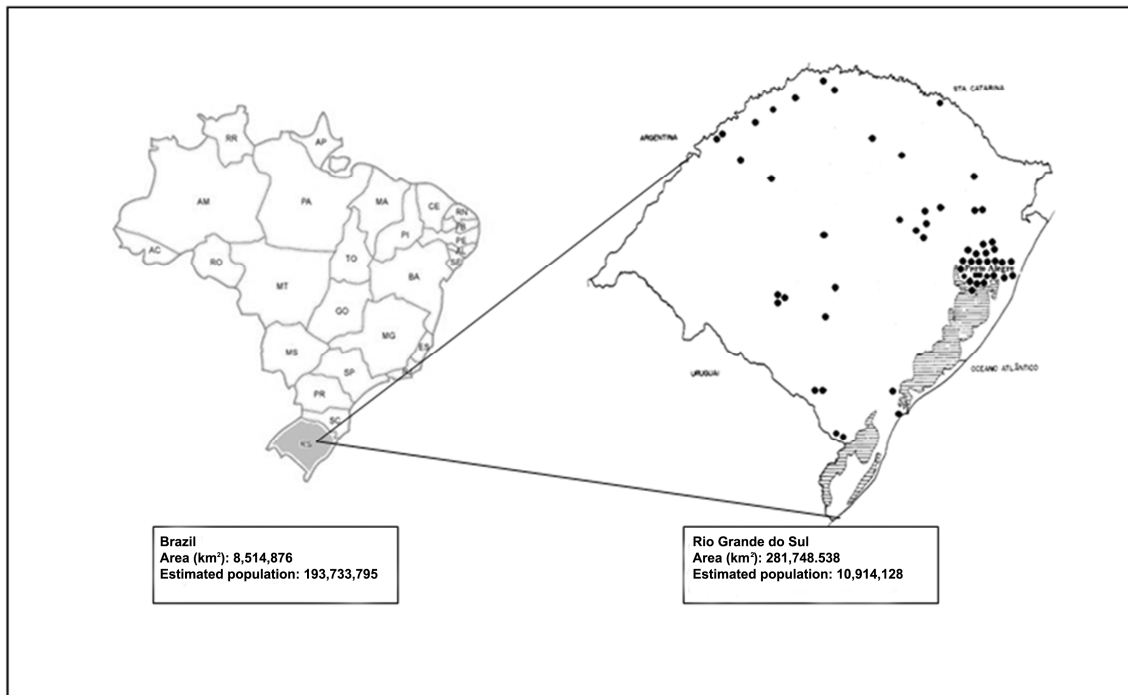 RR
AP
AM
PA
MA
CE
RN
PB
PI
PE
AL
SE
AC
RO
TO
BA
MT
GO
MG
MS
ES
SP
PR
SC
RS
STA. CATARINA
ARGENTINA
Porto Alegre
OCEANO ATLÂNTICO
URUGUAI
Brazil
Area (km²): 8,514,876
Estimated population: 193,733,795
Rio Grande do Sul
Area (km²): 281,748.538
Estimated population: 10,914,128